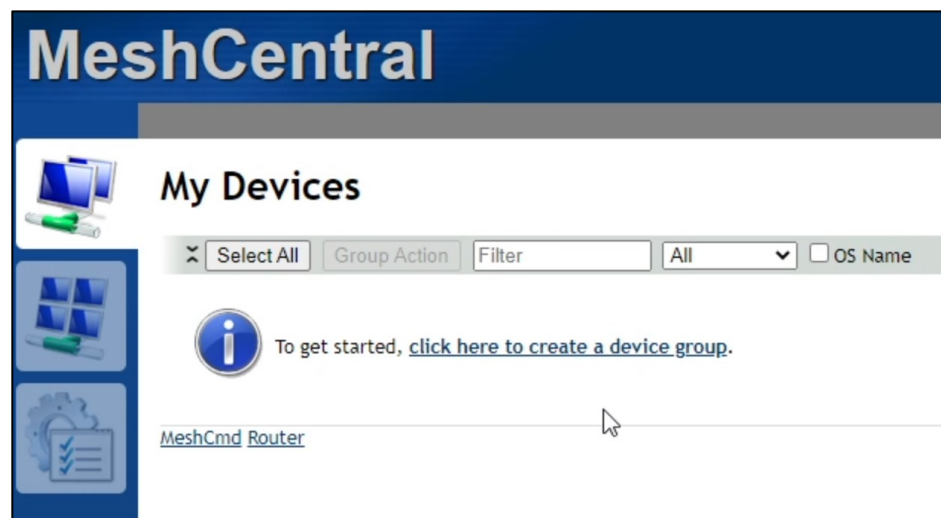 MeshCentral
My Devices
Select All Group Action Filter All OS Name
To get started, click here to create a device group.
MeshCmd Router